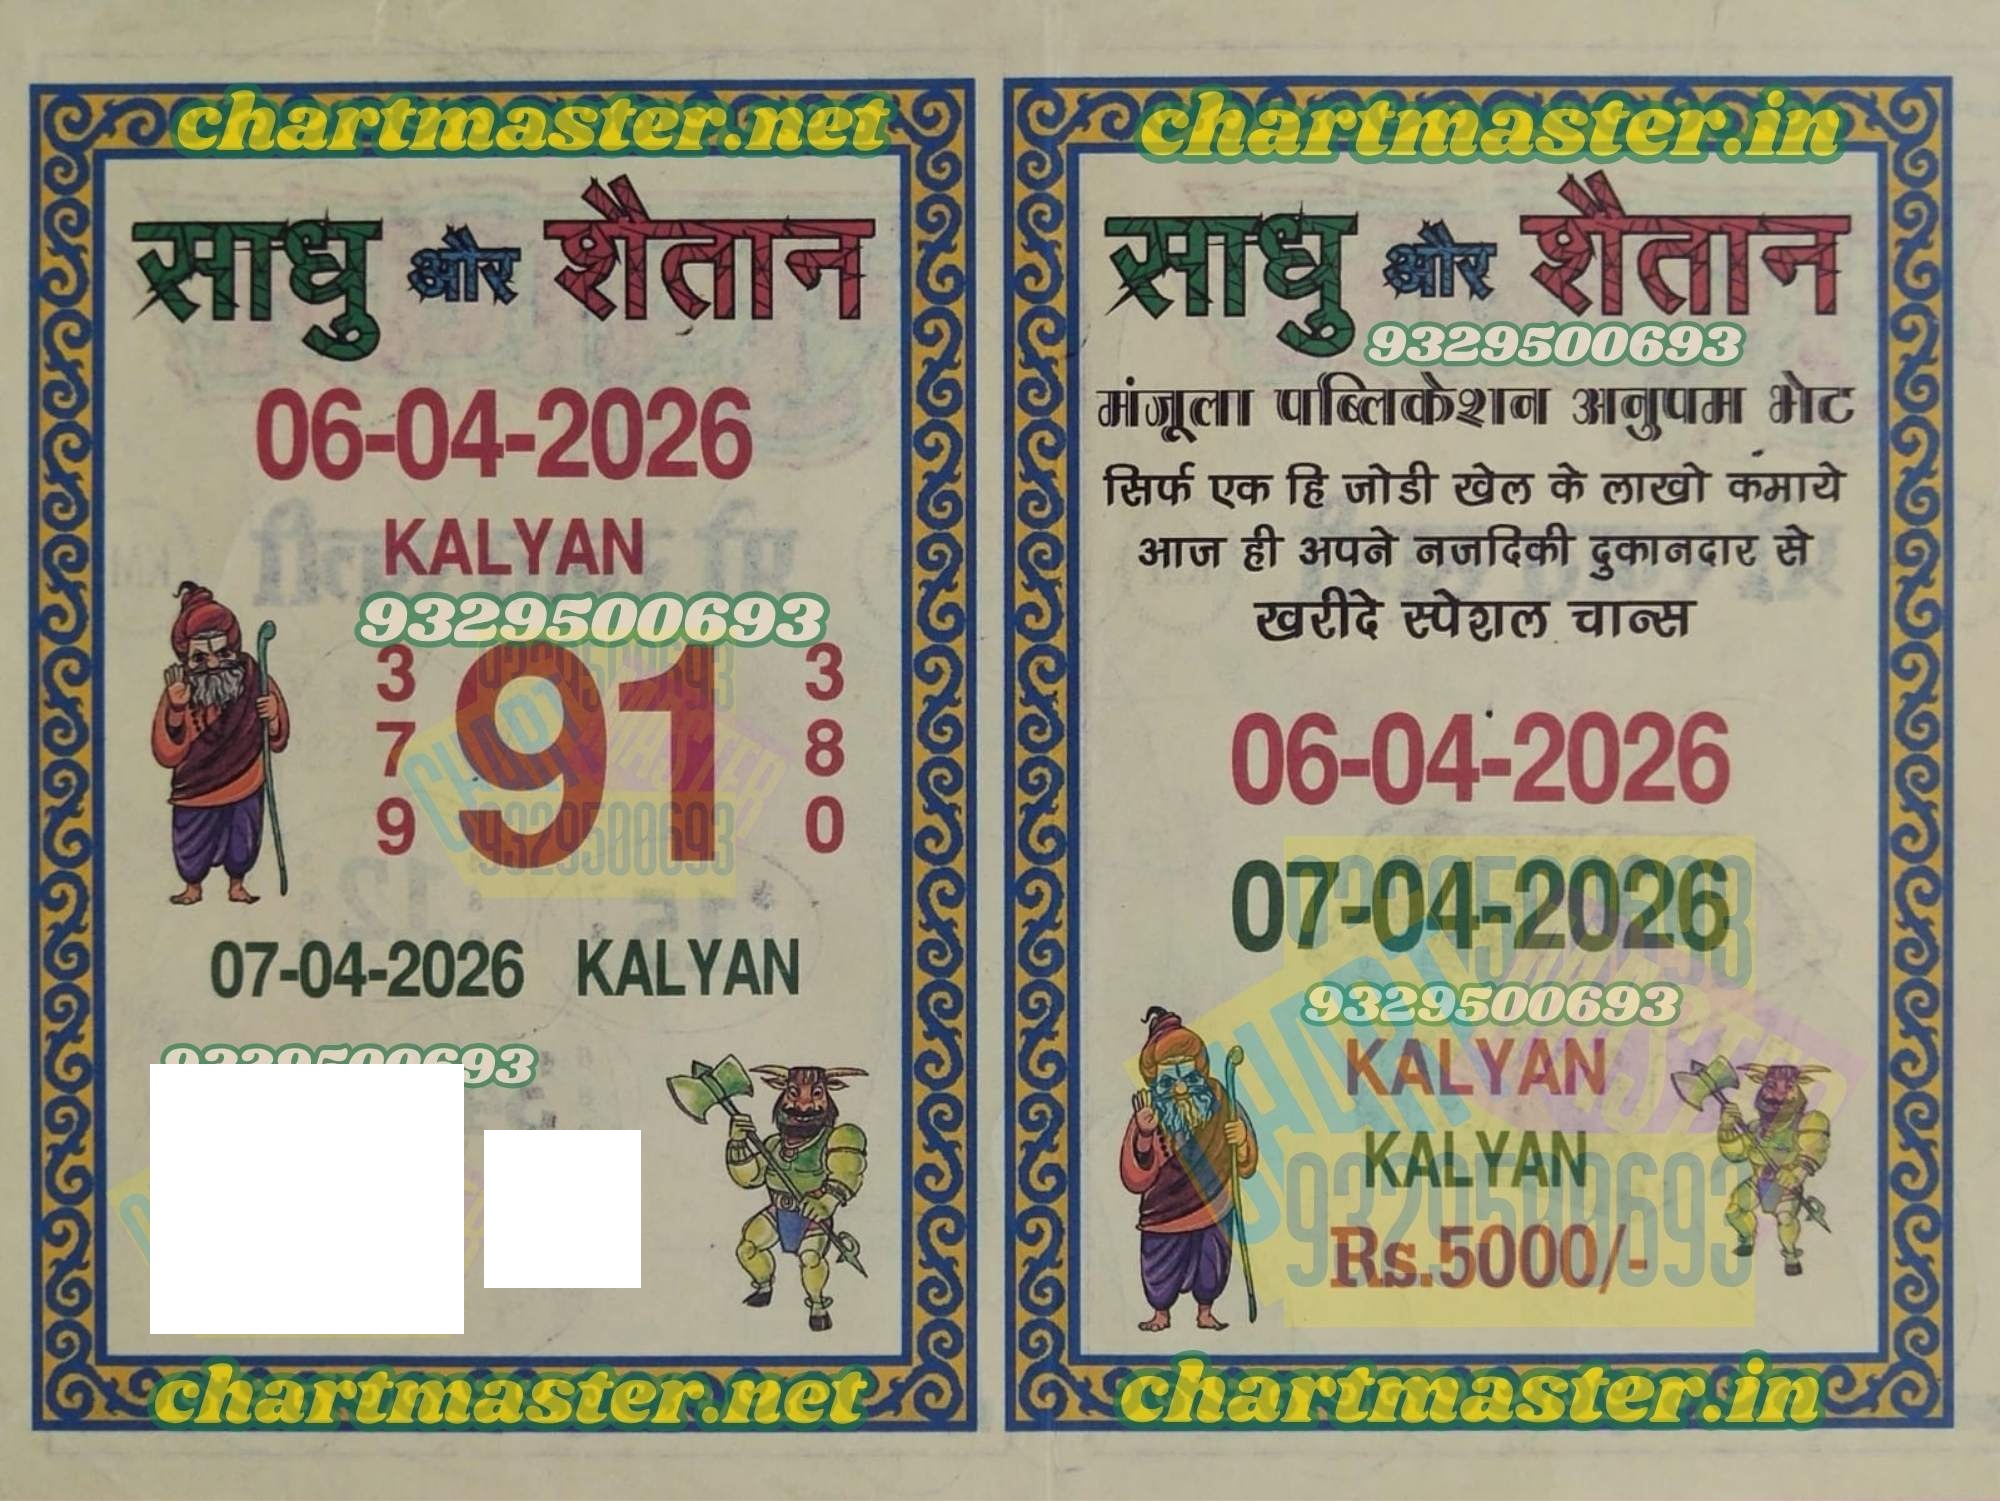 chartmaster.net
साधु और शैतान
06-04-2026
KALYAN
9329500693
3 91 3
7 8
9 0
07-04-2026 KALYAN
chartmaster.net
chartmaster.in
साधु और शैतान
9329500693
मंजूला पब्लिकेशन अनुपम भेट
सिर्फ एक हि जोडी खेल के लाखो कमाये
आज ही अपने नजदिकी दुकानदार से
खरीदे स्पेशल चान्स
06-04-2026
07-04-2026
9329500693
KALYAN
KALYAN
Rs.5000/-
chartmaster.in